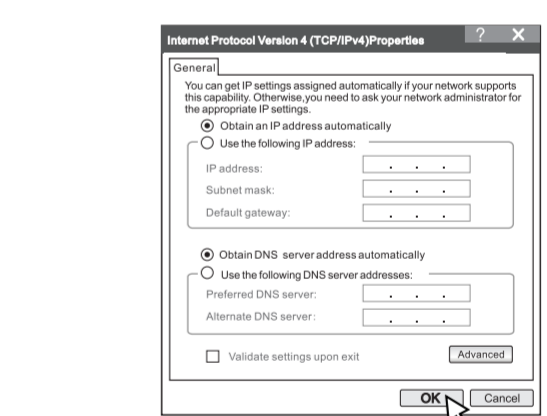 Internet Protocol Version 4 (TCP/IPv4)Properties
? X
General
You can get IP settings assigned automatically if your network supports
this capability. Otherwise,you need to ask your network administrator for
the appropriate IP settings.
Obtain an IP address automatically
Use the following IP address:
IP address: . . .
Subnet mask: . . .
Default gateway: . . .
Obtain DNS server address automatically
Use the following DNS server addresses:
Preferred DNS server: . . .
Alternate DNS server: . . .
Validate settings upon exit
Advanced
OK
Cancel